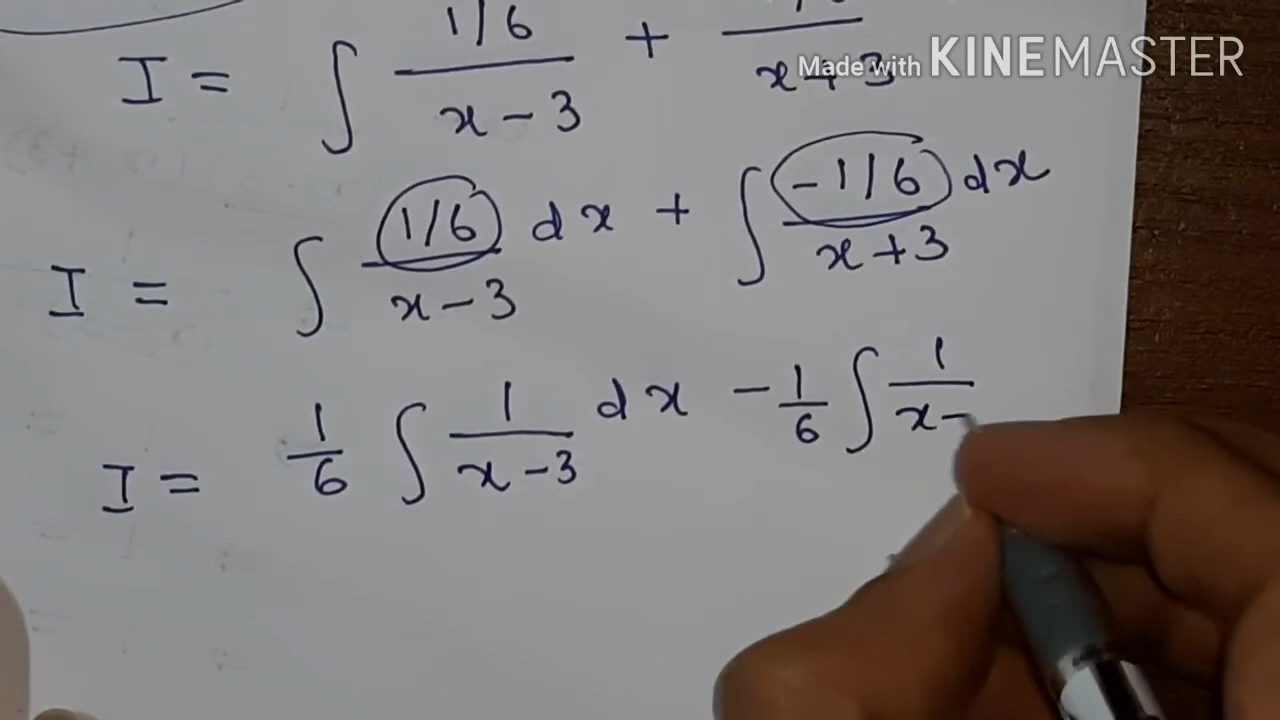 I = ∫ 1/6 / x-3 + / x+3
Made with KINEMASTER
I = ∫ 1/6 / x-3 dx + ∫ -1/6 / x+3 dx
I = 1/6 ∫ 1 / x-3 dx - 1/6 ∫ 1 / x-